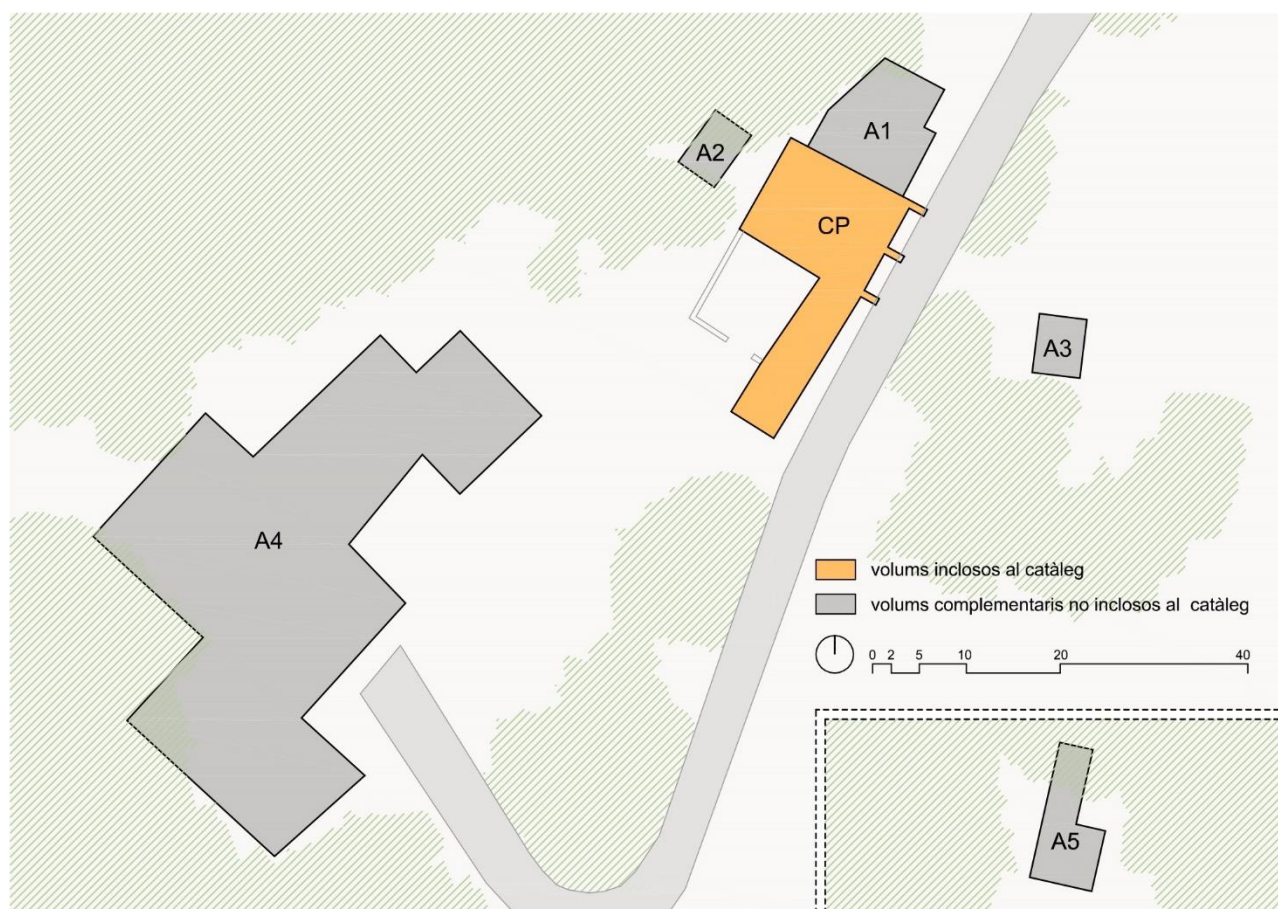 A1
A2
CP
A3
A4
volums inclosos al catàleg
volums complementaris no inclosos al catàleg
0 2 5 10 20 40
A5